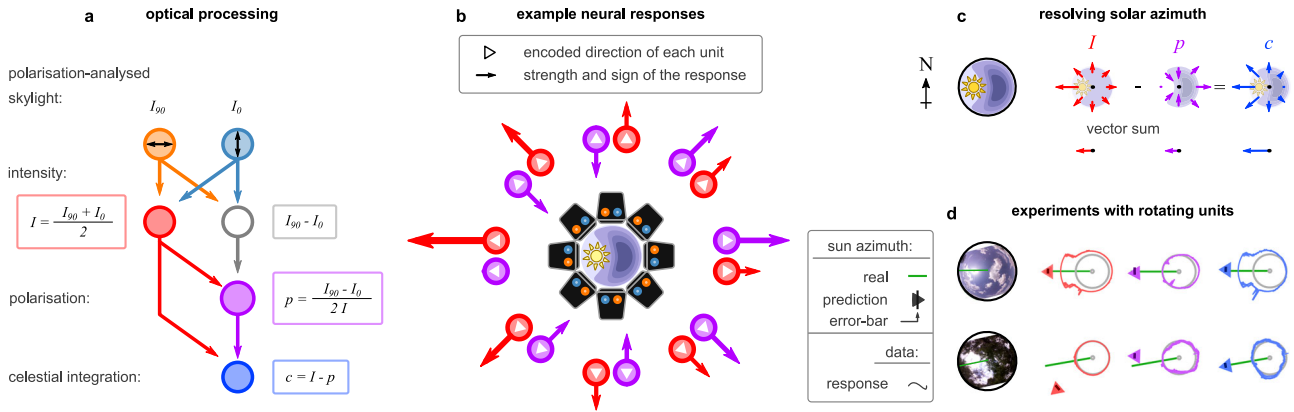 a optical processing
polarisation-analysed
skylight:
I90 I0
intensity:
I = I90 + I0 / 2
I90 - I0
polarisation:
p = I90 - I0 / 2 I
celestial integration:
c = I - p
b example neural responses
encoded direction of each unit
strength and sign of the response
c resolving solar azimuth
N
I p c
- =
vector sum
d experiments with rotating units
sun azimuth:
real
prediction
error-bar
data:
response